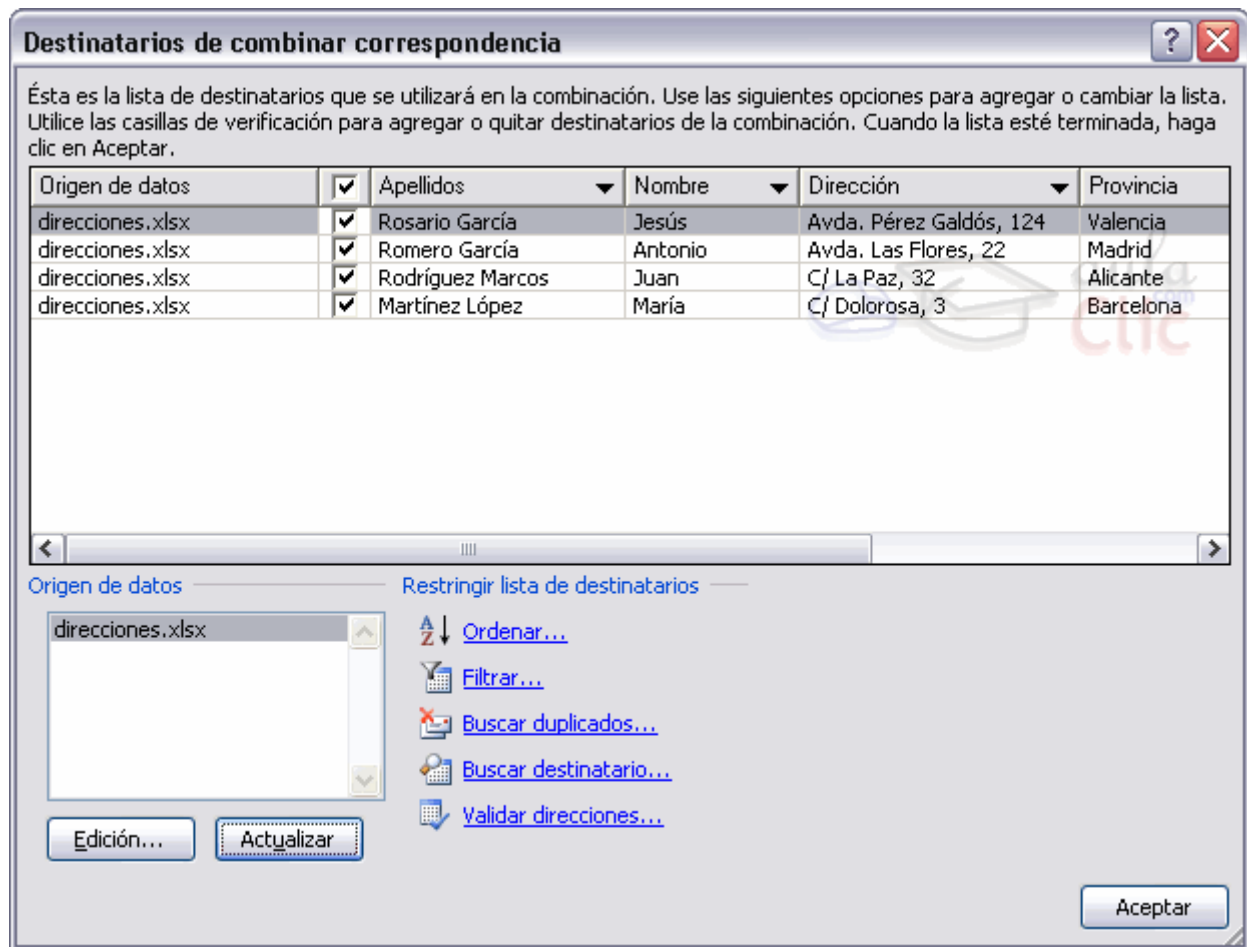 Destinatarios de combinar correspondencia
Ésta es la lista de destinatarios que se utilizará en la combinación. Use las siguientes opciones para agregar o cambiar la lista.
Utilice las casillas de verificación para agregar o quitar destinatarios de la combinación. Cuando la lista esté terminada, haga
clic en Aceptar.
Origen de datos Apellidos Nombre Dirección Provincia
direcciones.xlsx Rosario García Jesús Avda. Pérez Galdós, 124 Valencia
direcciones.xlsx Romero García Antonio Avda. Las Flores, 22 Madrid
direcciones.xlsx Rodríguez Marcos Juan C/ La Paz, 32 Alicante
direcciones.xlsx Martínez López María C/ Dolorosa, 3 Barcelona
aula
Clic
.com
Origen de datos
Restringir lista de destinatarios
direcciones.xlsx
Ordenar...
Filtrar...
Buscar duplicados...
Buscar destinatario...
Validar direcciones...
Edición... Actualizar
Aceptar